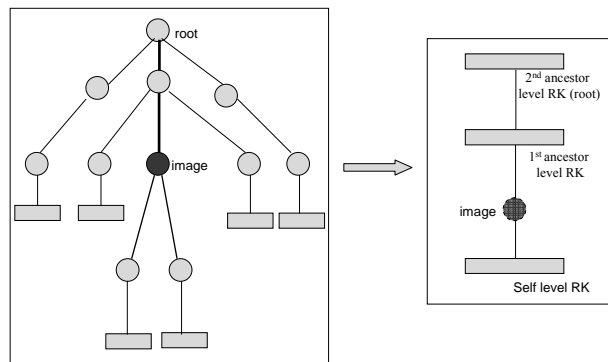 root
image
2nd ancestor
level RK (root)
1st ancestor
level RK
image
Self level RK